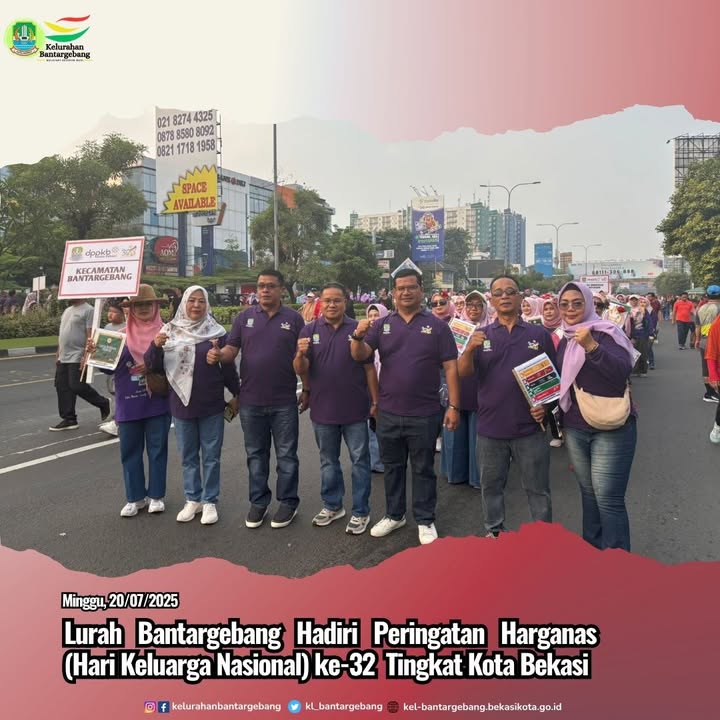 Kelurahan
Bantargebang
021 8274 4325
0878 8580 8092
0821 1718 1958
SPACE
AVAILABLE
dppkb
KECAMATAN
BANTARGEBANG
Minggu, 20/07/2025
Lurah Bantargebang Hadiri Peringatan Harganas
(Hari Keluarga Nasional) ke-32 Tingkat Kota Bekasi
kelurahanbantargebang kl_bantargebang kel-bantargebang.bekasikota.go.id